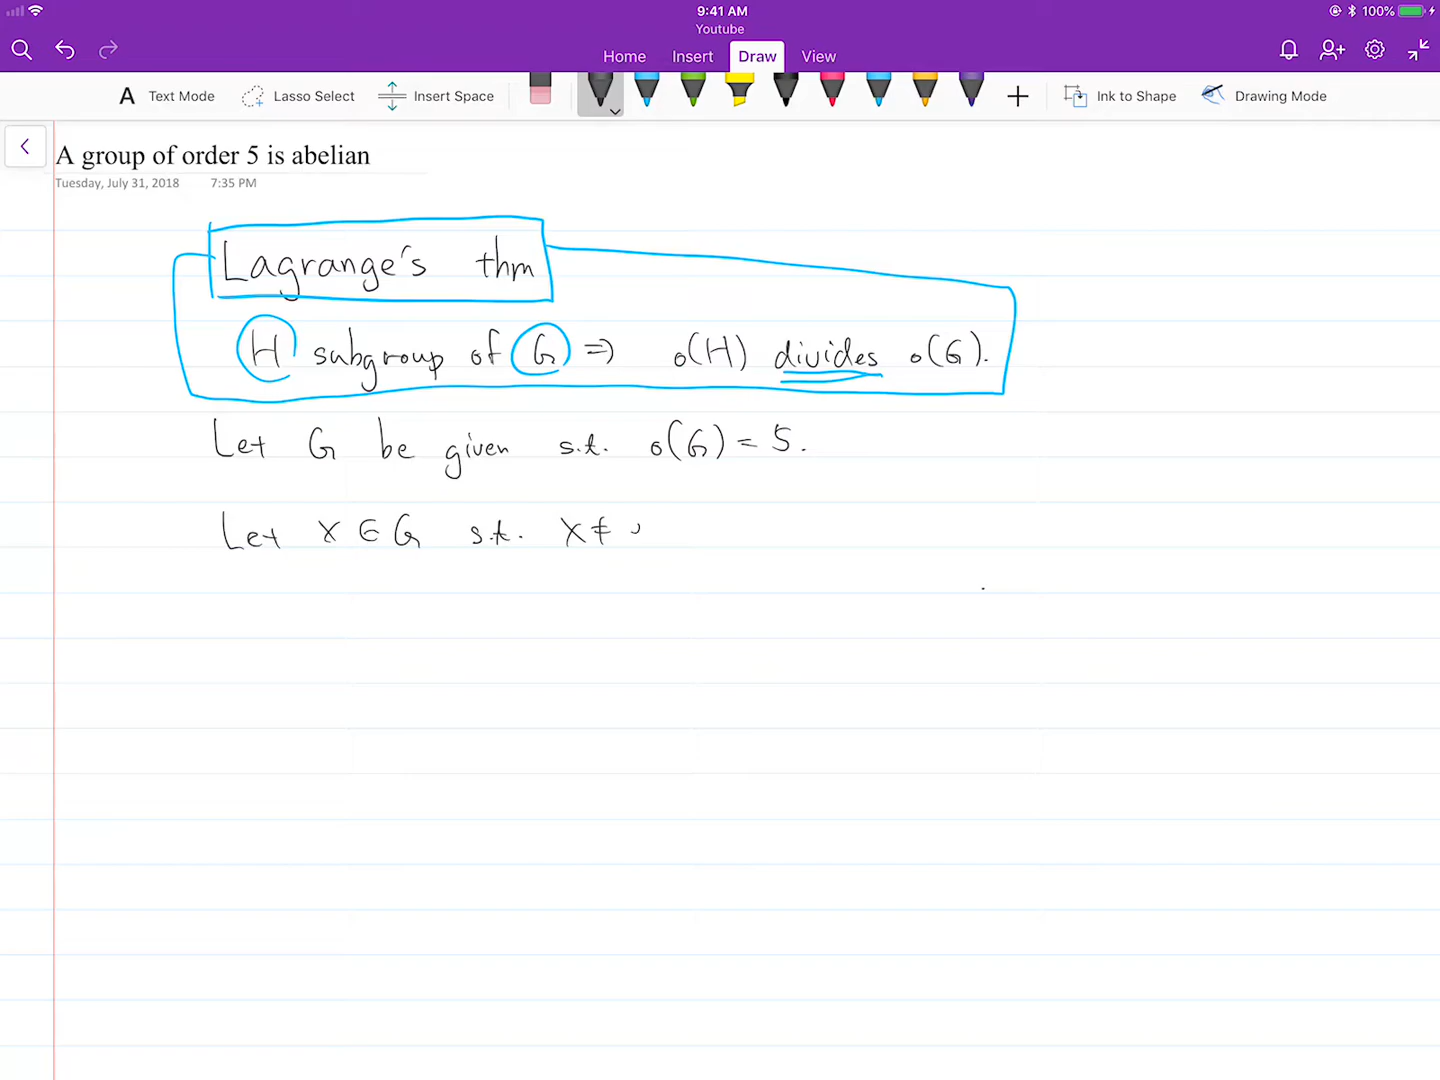 9:41 AM
100%
Youtube
Home Insert Draw View
A Text Mode Lasso Select Insert Space Ink to Shape Drawing Mode
A group of order 5 is abelian
Tuesday, July 31, 2018 7:35 PM
Lagrange's thm
H subgroup of G ⇒ o(H) divides o(G).
Let G be given s.t. o(G) = 5.
Let x ∈ G s.t. x ≠